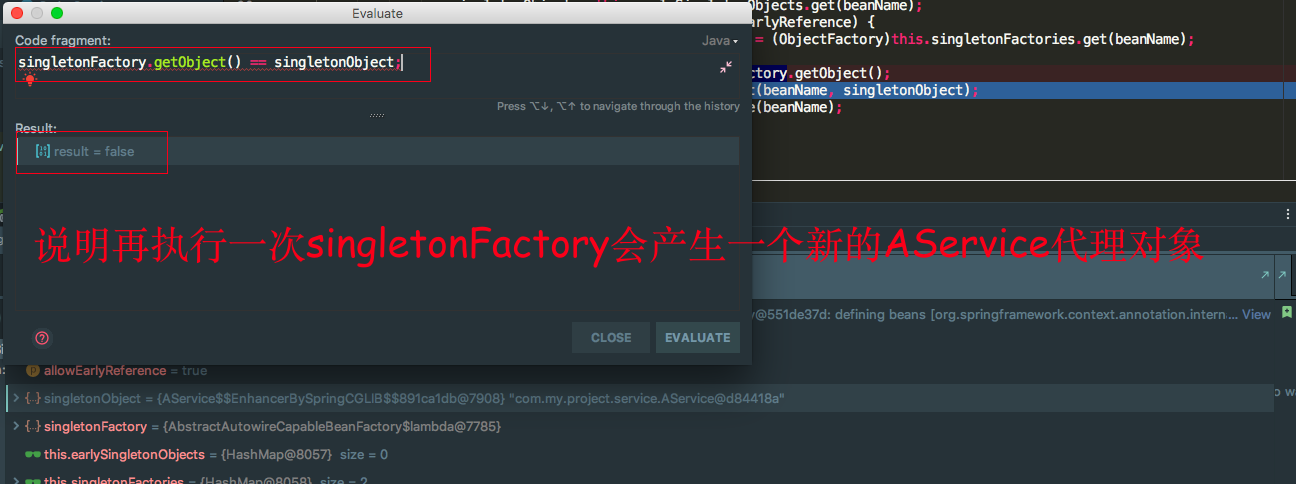 Evaluate
Objects.get(beanName);
Code fragment:
Java
arlyReference) {
singletonFactory.getObject() == singletonObject;
= (ObjectFactory)this.singletonFactories.get(beanName);
ctory.getObject();
(beanName, singletonObject);
Press ⌥↓, ⌥↑ to navigate through the history
e(beanName);
Result:
result = false
说明再执行一次singletonFactory会产生一个新的AService代理对象
y@551de37d: defining beans [org.springframework.context.annotation.intern... View
CLOSE
EVALUATE
allowEarlyReference = true
singletonObject = {AService$$EnhancerBySpringCGLIB$$891ca1db@7908} "com.my.project.service.AService@d84418a"
singletonFactory = {AbstractAutowireCapableBeanFactory$lambda@7785}
this.earlySingletonObjects = {HashMap@8057} size = 0
this.singletonFactories = {HashMap@8058} size = 2